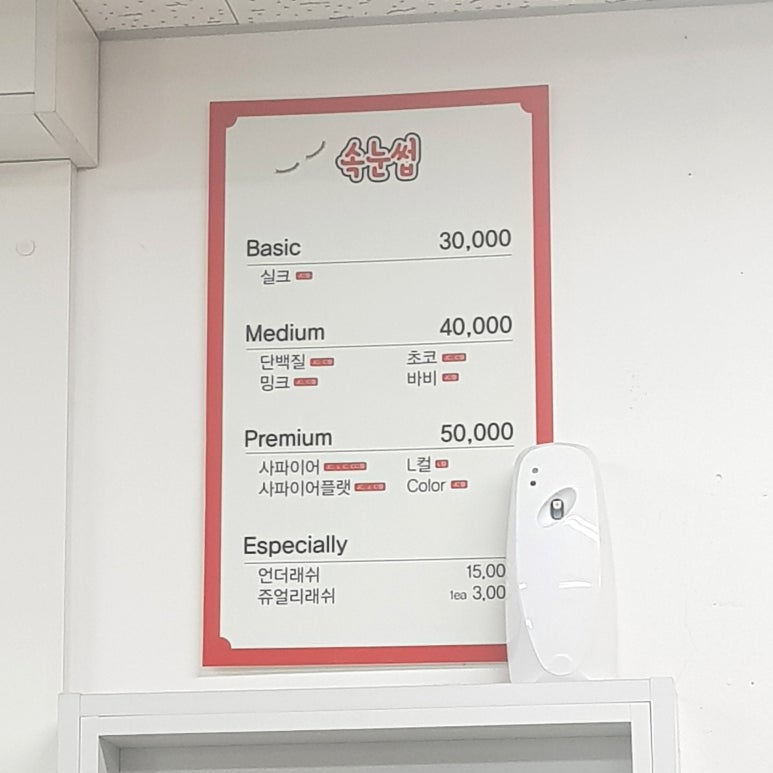 속눈썹
Basic 30,000
실크
Medium 40,000
단백질 초코
밍크 바비
Premium 50,000
사파이어 L컬
사파이어플랫 Color
Especially
언더래쉬 15,00
쥬얼리래쉬 1ea 3,00